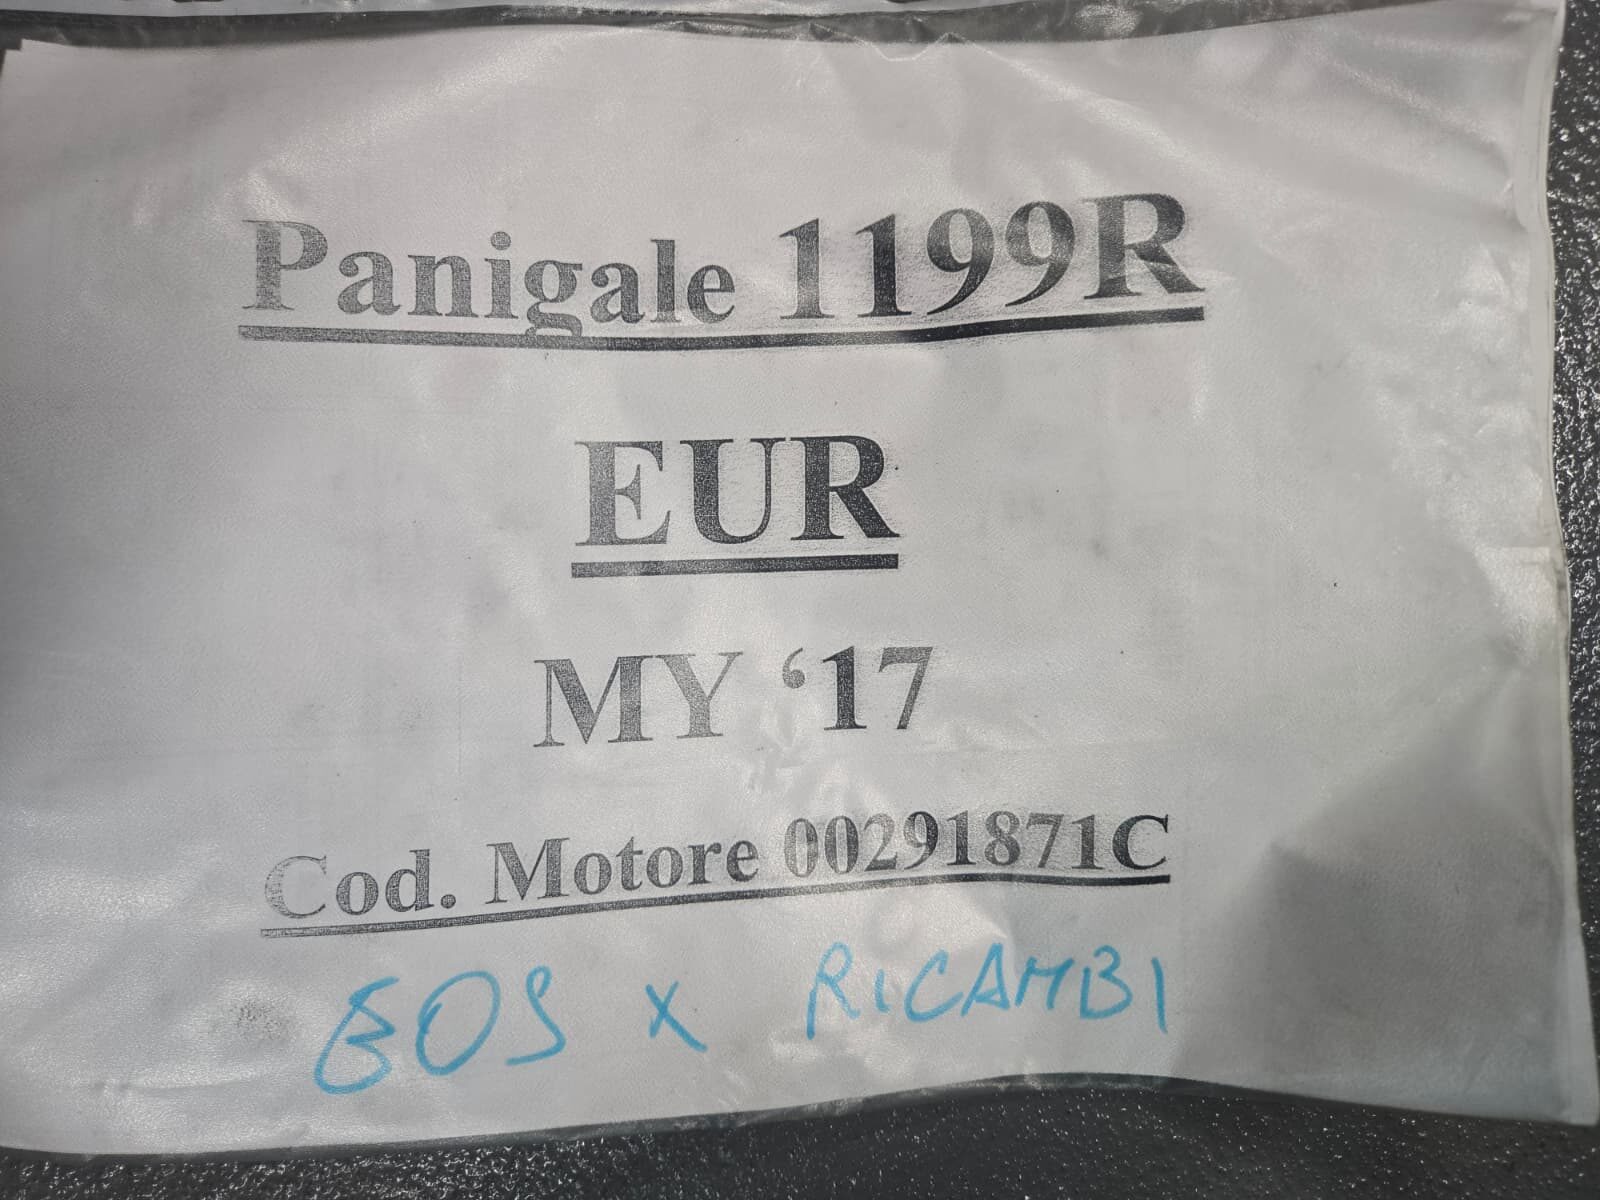 Panigale 1199R
EUR
MY ‘17
Cod. Motore 00291871C
EOS x RICAMBI